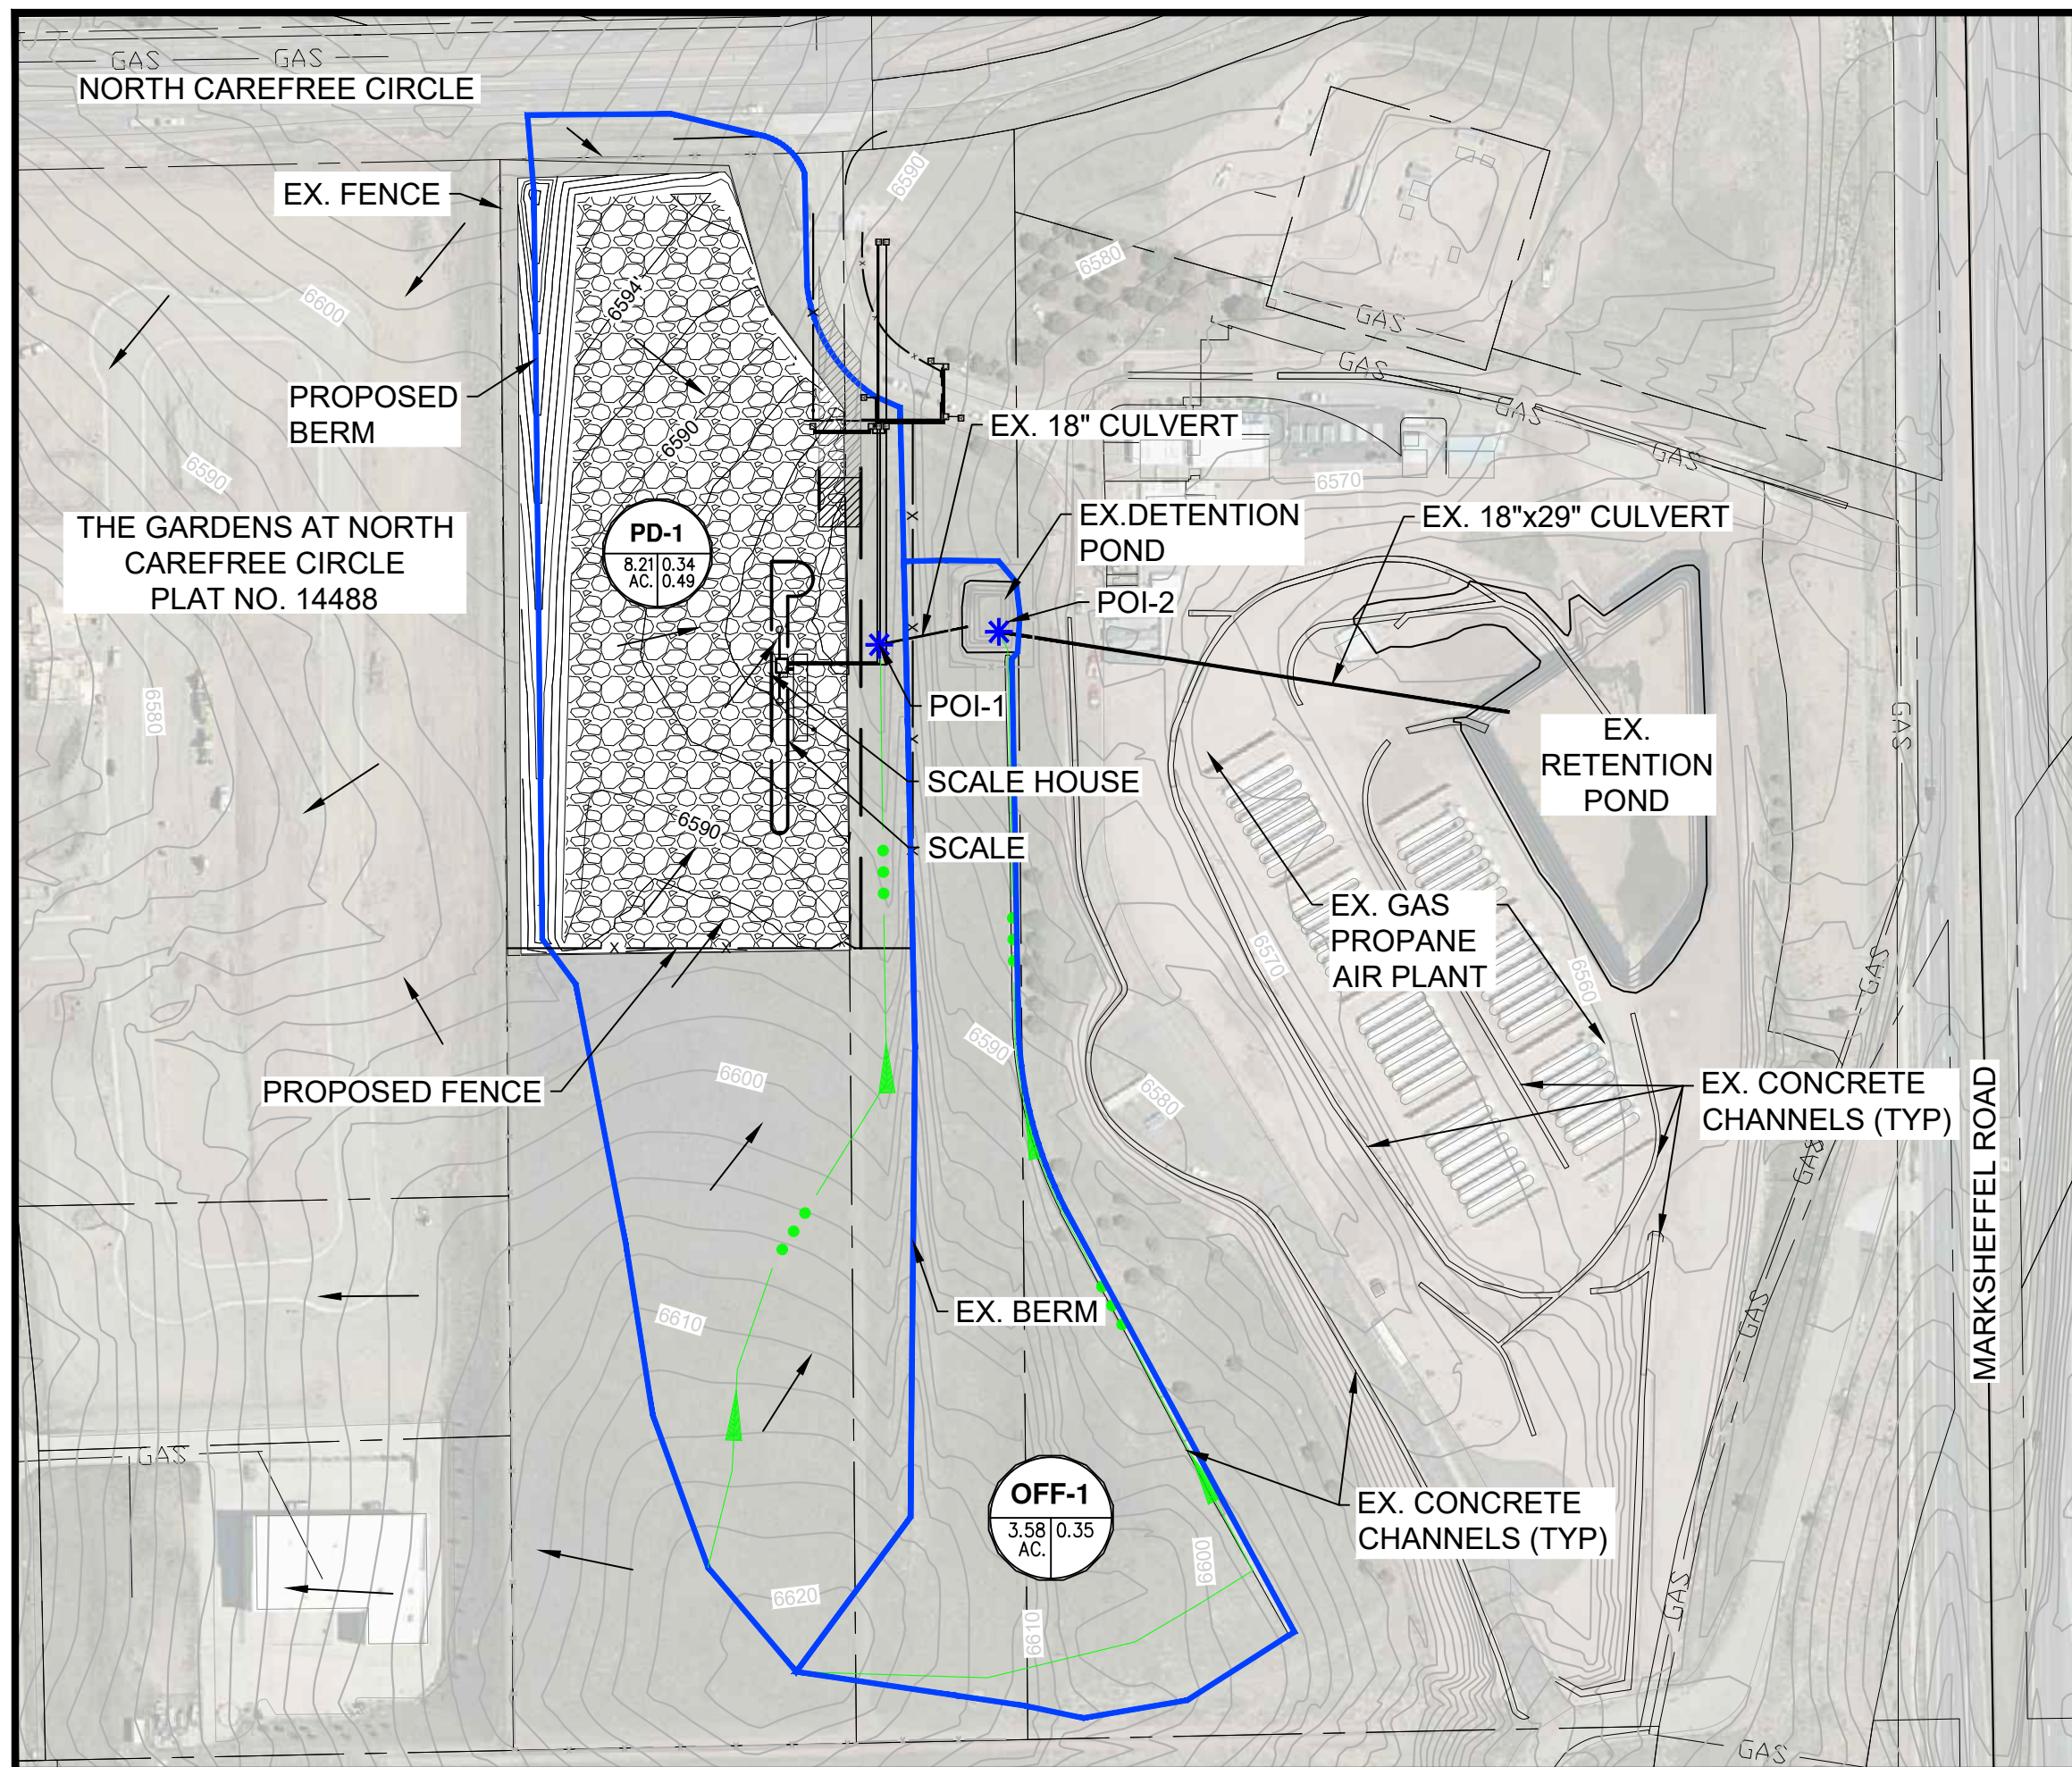 GAS
GAS
NORTH CAREFREE CIRCLE
EX. FENCE
6590
6580
6600
6594'
GAS
GAS
GAS
GAS
PROPOSED
BERM
EX. 18" CULVERT
6590
6590
6570
THE GARDENS AT NORTH
CAREFREE CIRCLE
PLAT NO. 14488
PD-1
8.21 0.34
AC. 0.49
EX.DETENTION
POND
EX. 18"x29" CULVERT
POI-2
POI-1
6580
GAS
EX.
RETENTION
POND
SCALE HOUSE
6590
SCALE
EX. GAS
PROPANE
AIR PLANT
6570
6560
GAS
6590
6600
6580
PROPOSED FENCE
EX. CONCRETE
CHANNELS (TYP)
GAS
MARKSHEFFEL ROAD
EX. BERM
6610
GAS
GAS
OFF-1
3.58 0.35
AC.
EX. CONCRETE
CHANNELS (TYP)
6600
6620
6610
GAS
GAS